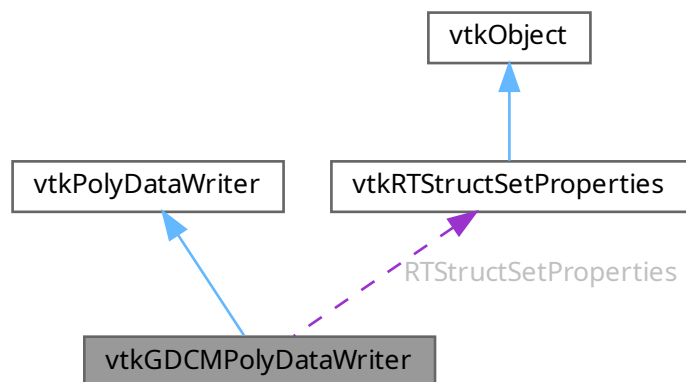 vtkObject
vtkPolyDataWriter
vtkRTStructSetProperties
RTStructSetProperties
vtkGDCMPolyDataWriter